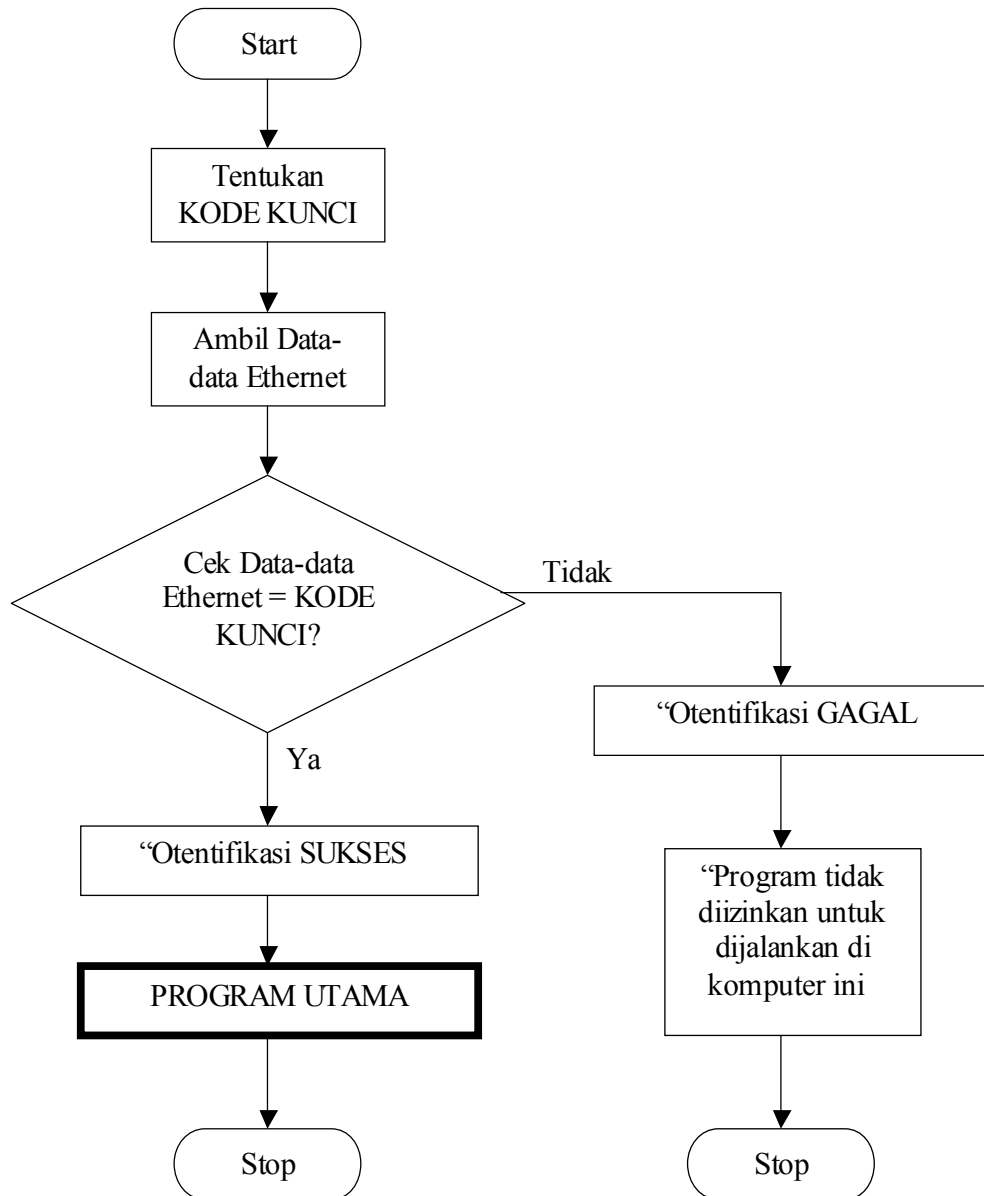 Start
Tentukan
KODE KUNCI
Ambil Data-
data Ethernet
Cek Data-data
Ethernet = KODE
KUNCI?
Tidak
Ya
“Otentifikasi GAGAL
“Otentifikasi SUKSES
“Program tidak
diizinkan untuk
dijalankan di
komputer ini
PROGRAM UTAMA
Stop
Stop